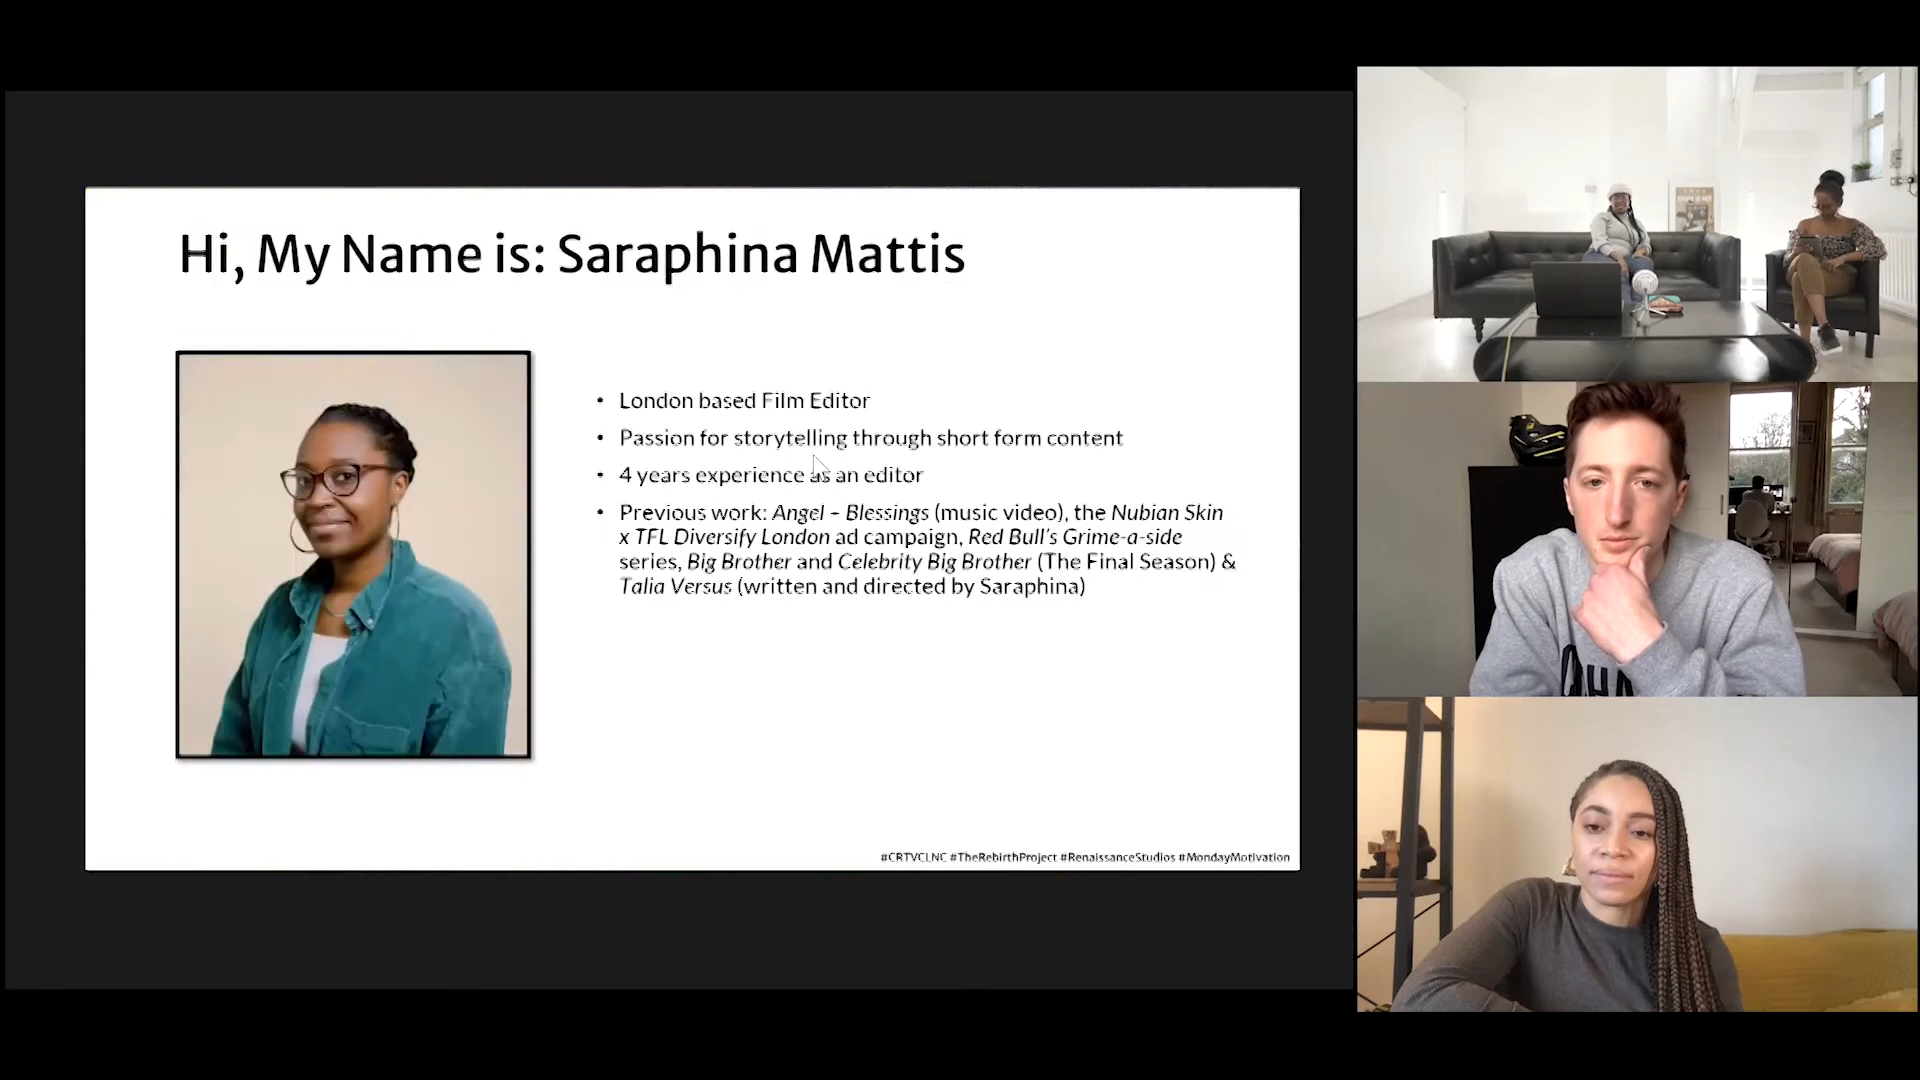 Hi, My Name is: Saraphina Mattis
• London based Film Editor
• Passion for storytelling through short form content
• 4 years experience as an editor
• Previous work: Angel - Blessings (music video), the Nubian Skin
x TFL Diversify London ad campaign, Red Bull's Grime-a-side
series, Big Brother and Celebrity Big Brother (The Final Season) &
Talia Versus (written and directed by Saraphina)
#CRTVCLNC #TheRebirthProject #RenaissanceStudios #MondayMotivation